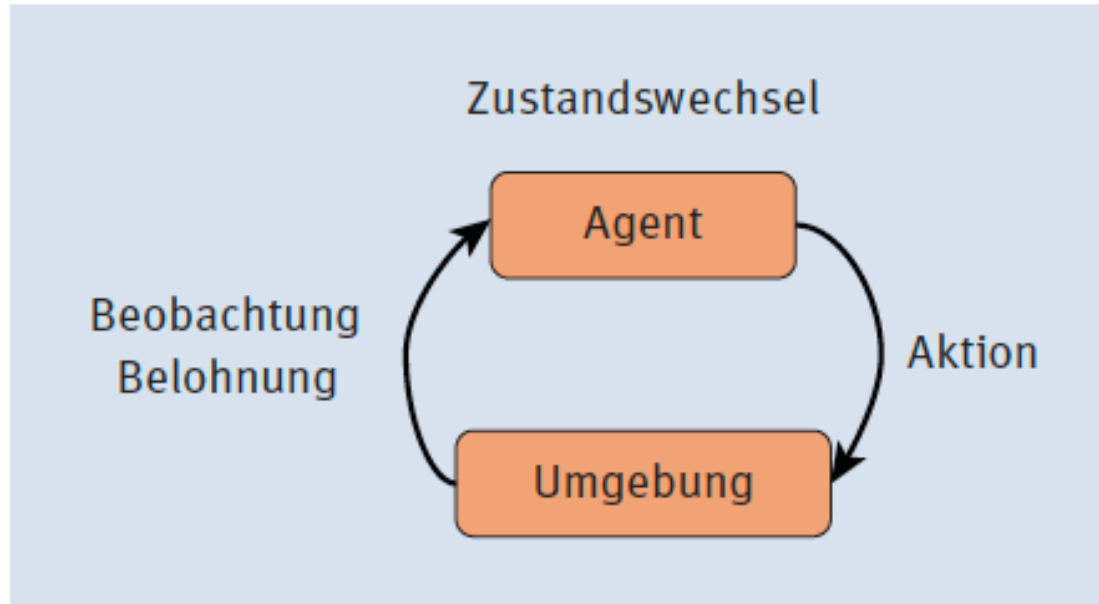 Zustandswechsel
Agent
Beobachtung
Belohnung
Aktion
Umgebung